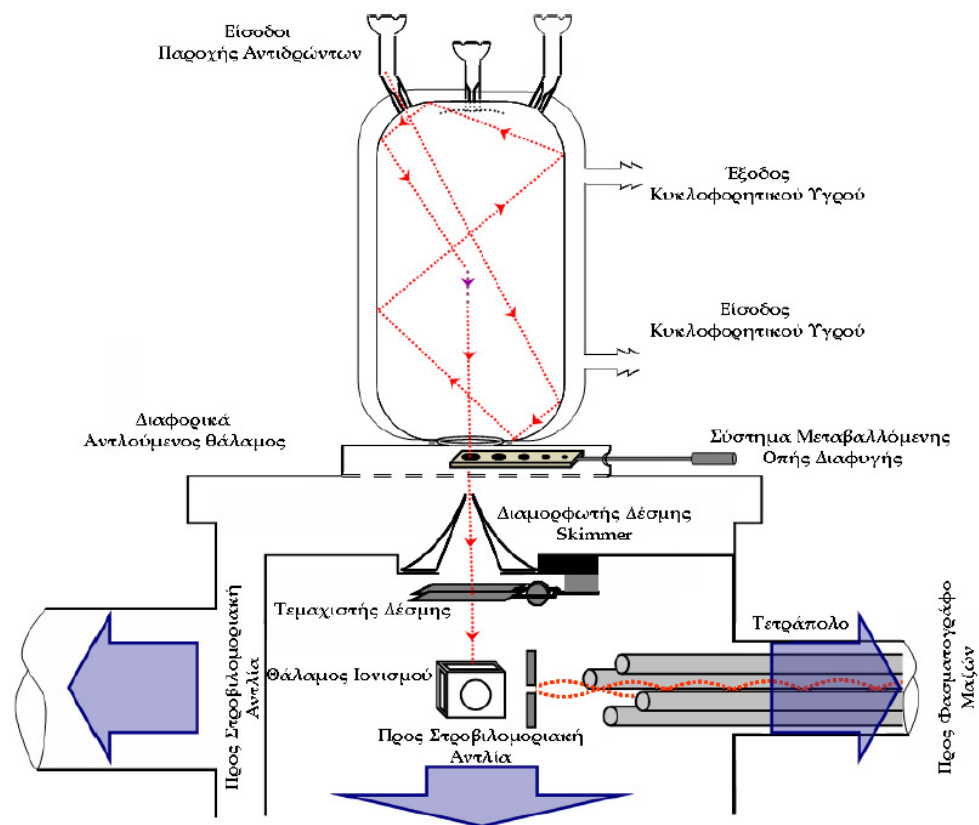 Είσοδοι
Παροχής Αντιδρώντων
Έξοδος
Κυκλοφορητικού Υγρού
Είσοδος
Κυκλοφορητικού Υγρού
Διαφορικά
Αντλούμενος θάλαμος
Σύστημα Μεταβαλλόμενης
Οπής Διαφυγής
Διαμορφωτής Δέσμης
Skimmer
Τεμαχιστής Δέσμης
Τετράπολο
Θάλαμος Ιονισμού
Προς Στροβιλομοριακή
Αντλία
Προς Στροβιλομοριακή
Αντλία
Προς Φασματογράφο
Μαζών